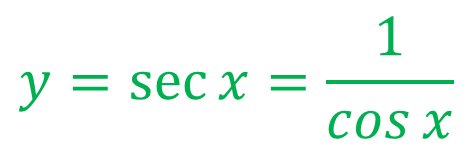 y = sec x = 1/cos x